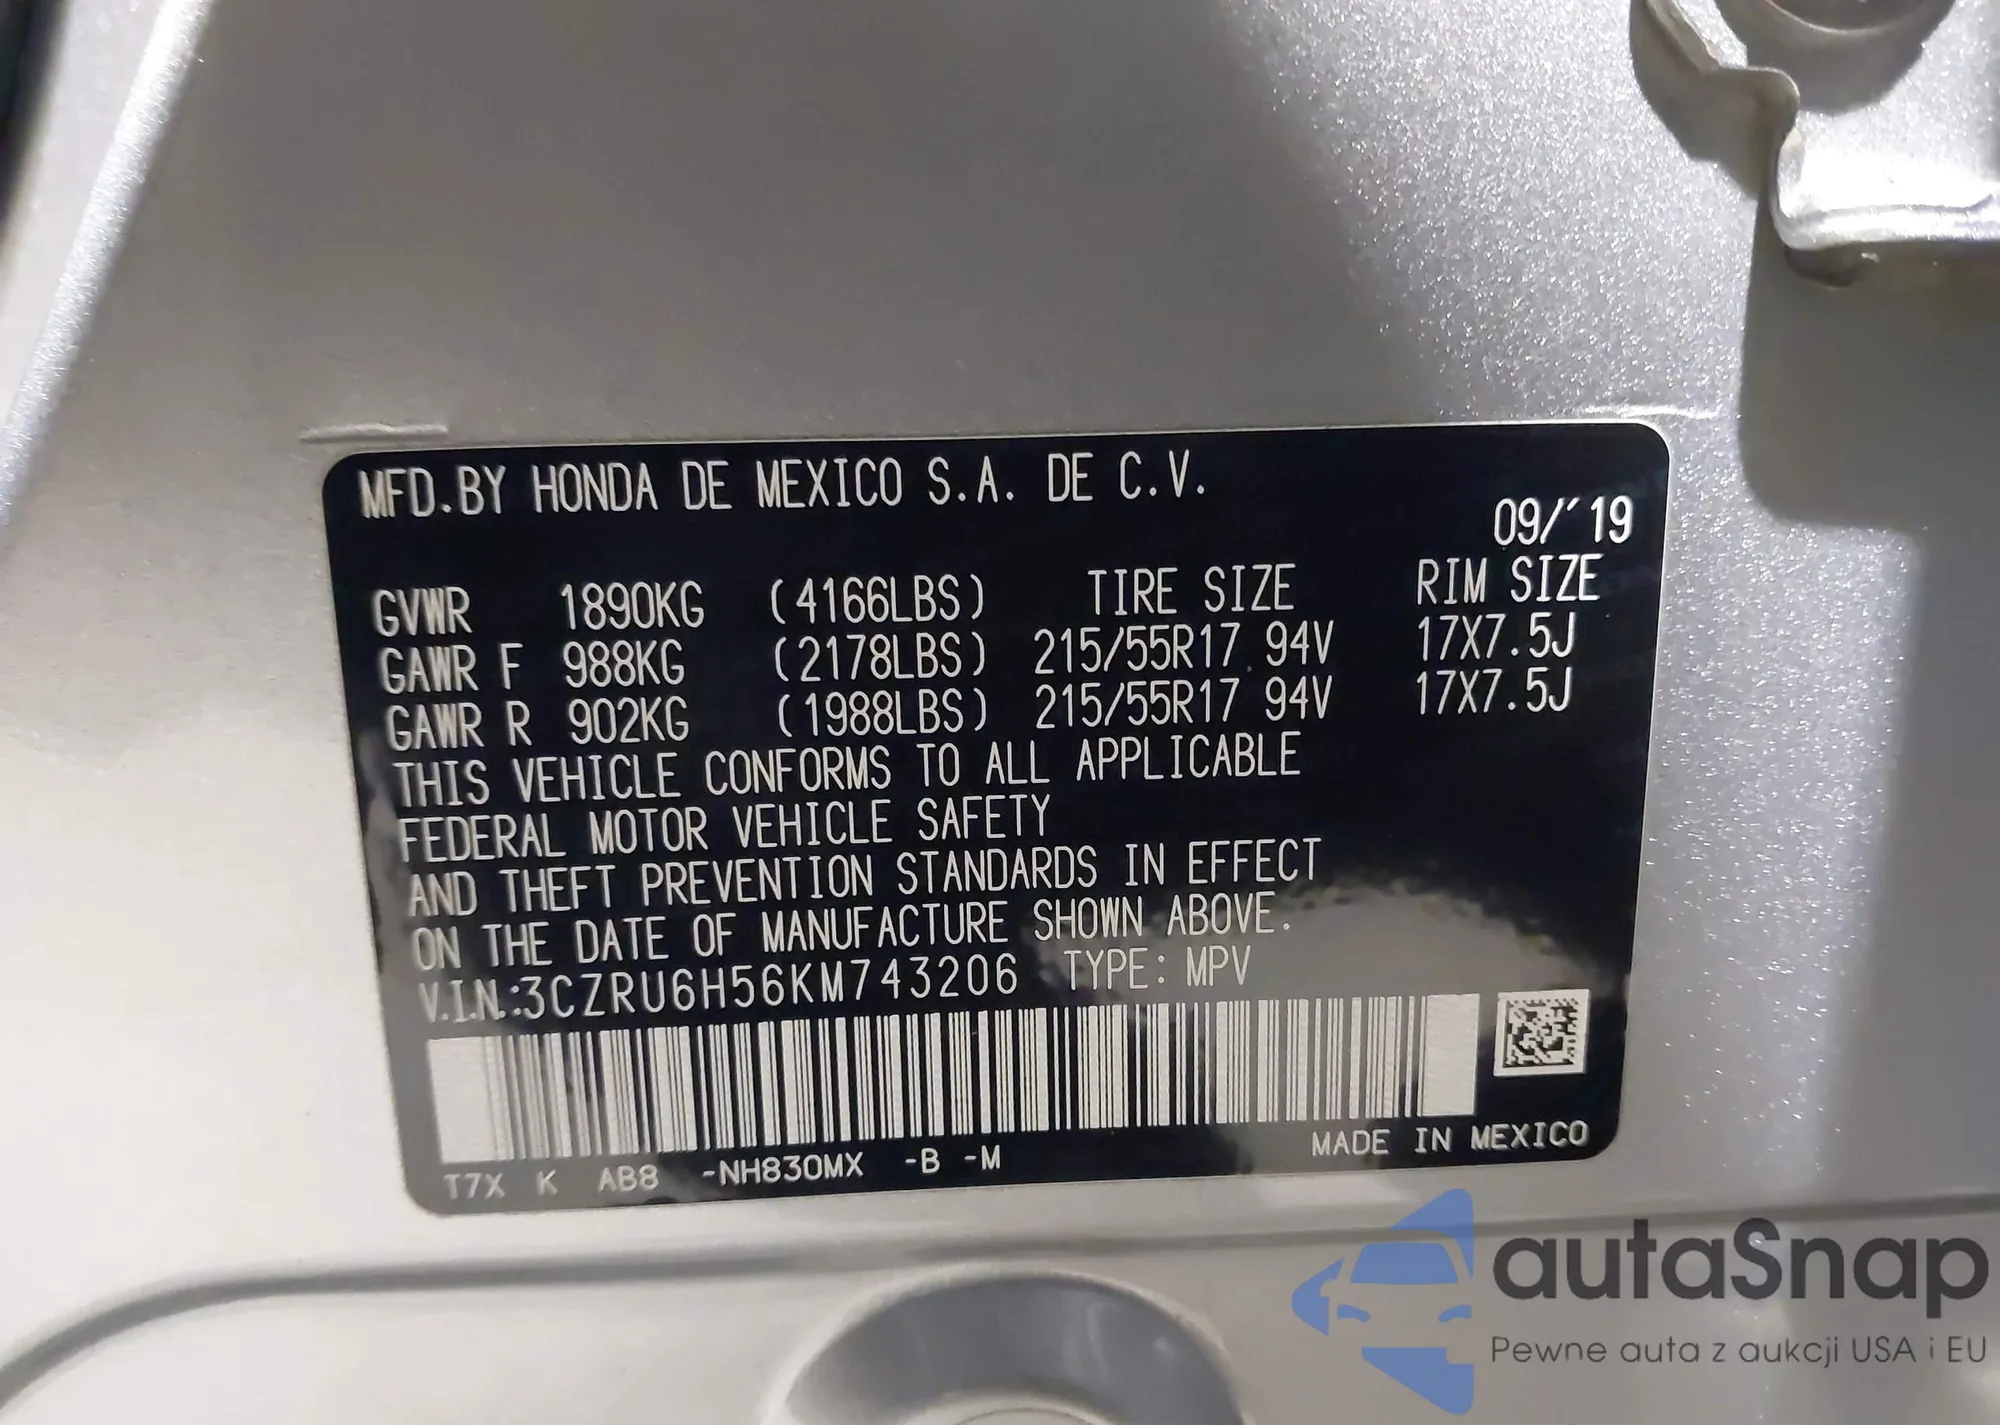 MFD.BY HONDA DE MEXICO S.A. DE C.V.
09/'19
GVWR 1890KG (4166LBS) TIRE SIZE RIM SIZE
GAWR F 988KG (2178LBS) 215/55R17 94V 17X7.5J
GAWR R 902KG (1988LBS) 215/55R17 94V 17X7.5J
THIS VEHICLE CONFORMS TO ALL APPLICABLE
FEDERAL MOTOR VEHICLE SAFETY
AND THEFT PREVENTION STANDARDS IN EFFECT
ON THE DATE OF MANUFACTURE SHOWN ABOVE.
V.I.N.:3CZRU6H56KM743206 TYPE: MPV
T7X K AB8 -NH830MX -B -M MADE IN MEXICO
autaSnap
Pewne auta z aukcji USA i EU